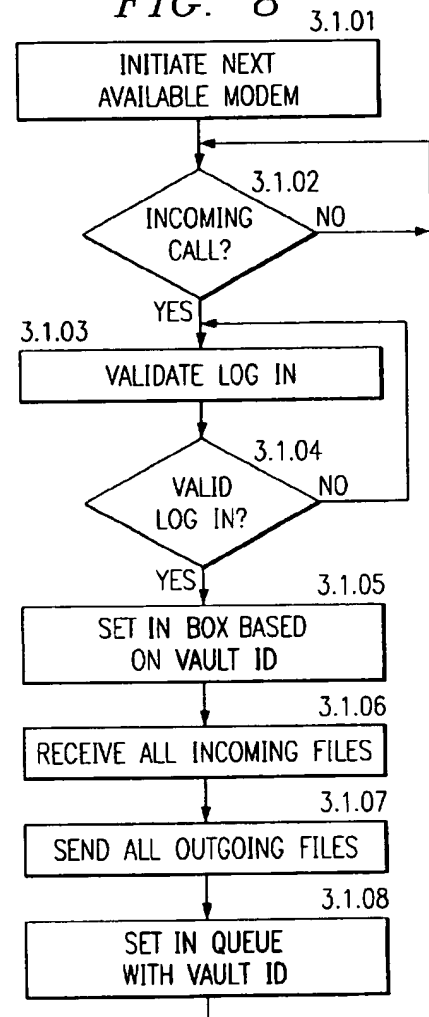 FIG. 8
3.1.01
INITIATE NEXT
AVAILABLE MODEM
3.1.02
INCOMING
CALL?
NO
YES
3.1.03
VALIDATE LOG IN
3.1.04
VALID
LOG IN?
NO
YES
3.1.05
SET IN BOX BASED
ON VAULT ID
3.1.06
RECEIVE ALL INCOMING FILES
3.1.07
SEND ALL OUTGOING FILES
3.1.08
SET IN QUEUE
WITH VAULT ID